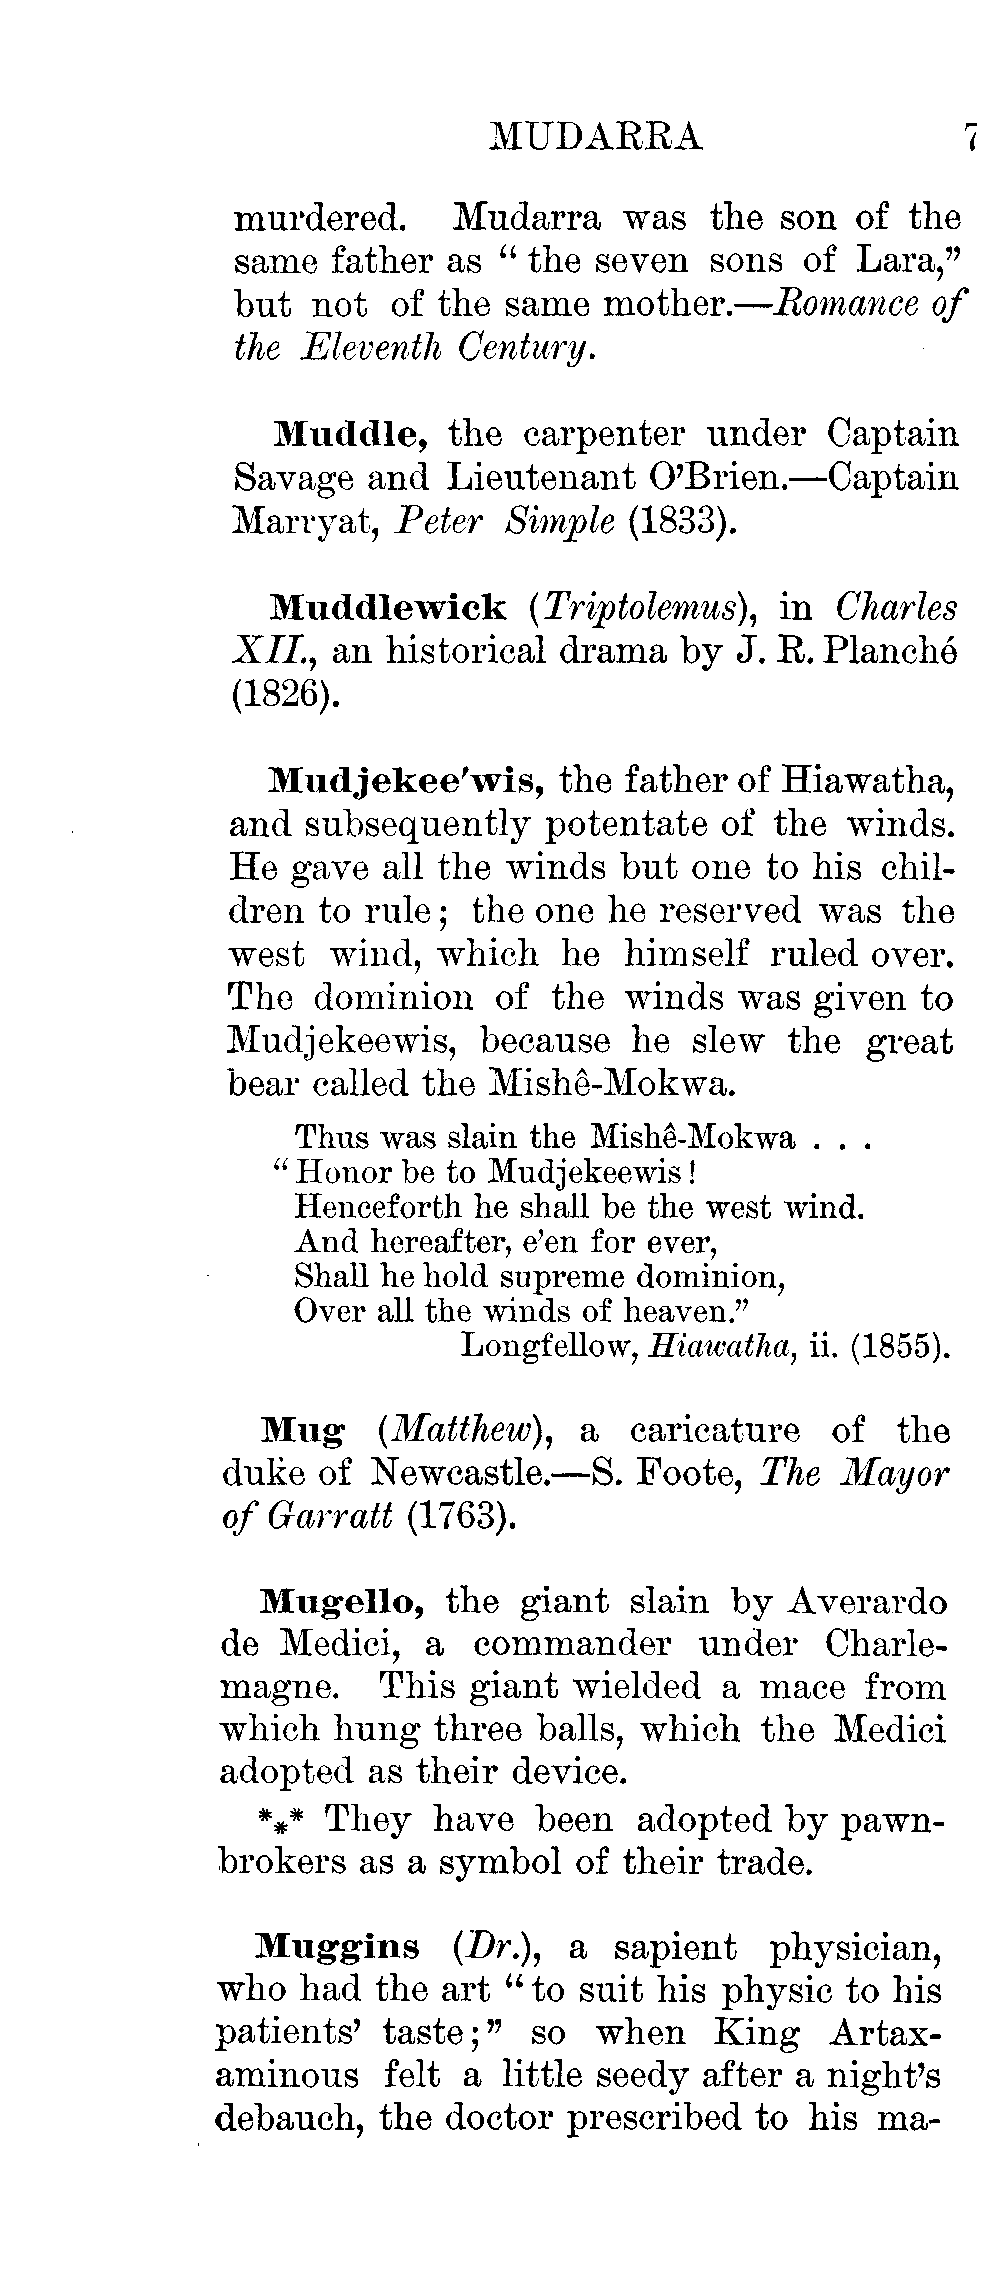 MUDARRA 7
murdered. Mudarra was the son of the
same father as “the seven sons of Lara,”
but not of the same mother.—Romance of
the Eleventh Century.
Muddle, the carpenter under Captain
Savage and Lieutenant O’Brien.—Captain
Marryat, Peter Simple (1833).
Muddlewick (Triptolemus), in Charles
XII., an historical drama by J. R. Planché
(1826).
Mudjekee'wis, the father of Hiawatha,
and subsequently potentate of the winds.
He gave all the winds but one to his chil-
dren to rule; the one he reserved was the
west wind, which he himself ruled over.
The dominion of the winds was given to
Mudjekeewis, because he slew the great
bear called the Mishê-Mokwa.
Thus was slain the Mishê-Mokwa . . .
“Honor be to Mudjekeewis!
Henceforth he shall be the west wind.
And hereafter, e’en for ever,
Shall he hold supreme dominion,
Over all the winds of heaven.”
Longfellow, Hiawatha, ii. (1855).
Mug (Matthew), a caricature of the
duke of Newcastle.—S. Foote, The Mayor
of Garratt (1763).
Mugello, the giant slain by Averardo
de Medici, a commander under Charle-
magne. This giant wielded a mace from
which hung three balls, which the Medici
adopted as their device.
*⁎* They have been adopted by pawn-
brokers as a symbol of their trade.
Muggins (Dr.), a sapient physician,
who had the art “to suit his physic to his
patients’ taste;” so when King Artax-
aminous felt a little seedy after a night’s
debauch, the doctor prescribed to his ma-